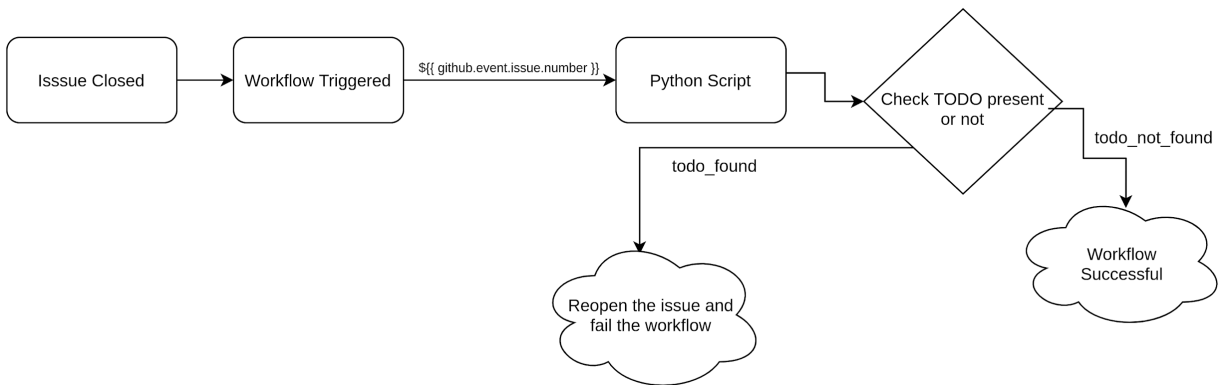 Isssue Closed
Workflow Triggered
${{ github.event.issue.number }}
Python Script
Check TODO present
or not
todo_not_found
todo_found
Workflow
Successful
Reopen the issue and
fail the workflow